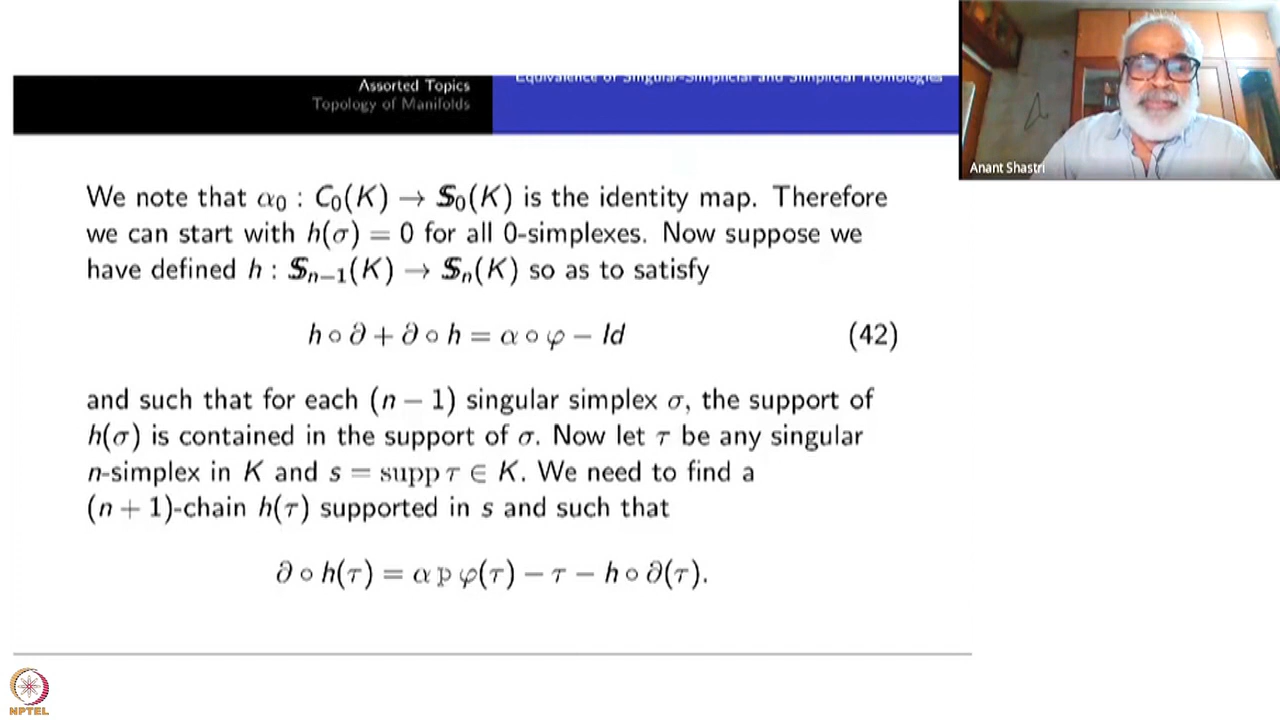 Assorted Topics
Topology of Manifolds
Equivalence of Singular-Simplicial and Simplicial Homologies
Anant Shastri
We note that α₀ : C₀(K) → 𝕊₀(K) is the identity map. Therefore
we can start with h(σ) = 0 for all 0-simplexes. Now suppose we
have defined h : 𝕊ₙ₋₁(K) → 𝕊ₙ(K) so as to satisfy
h ∘ ∂ + ∂ ∘ h = α ∘ φ − Id (42)
and such that for each (n − 1) singular simplex σ, the support of
h(σ) is contained in the support of σ. Now let τ be any singular
n-simplex in K and s = supp τ ∈ K. We need to find a
(n + 1)-chain h(τ) supported in s and such that
∂ ∘ h(τ) = α p φ(τ) − τ − h ∘ ∂(τ).
NPTEL